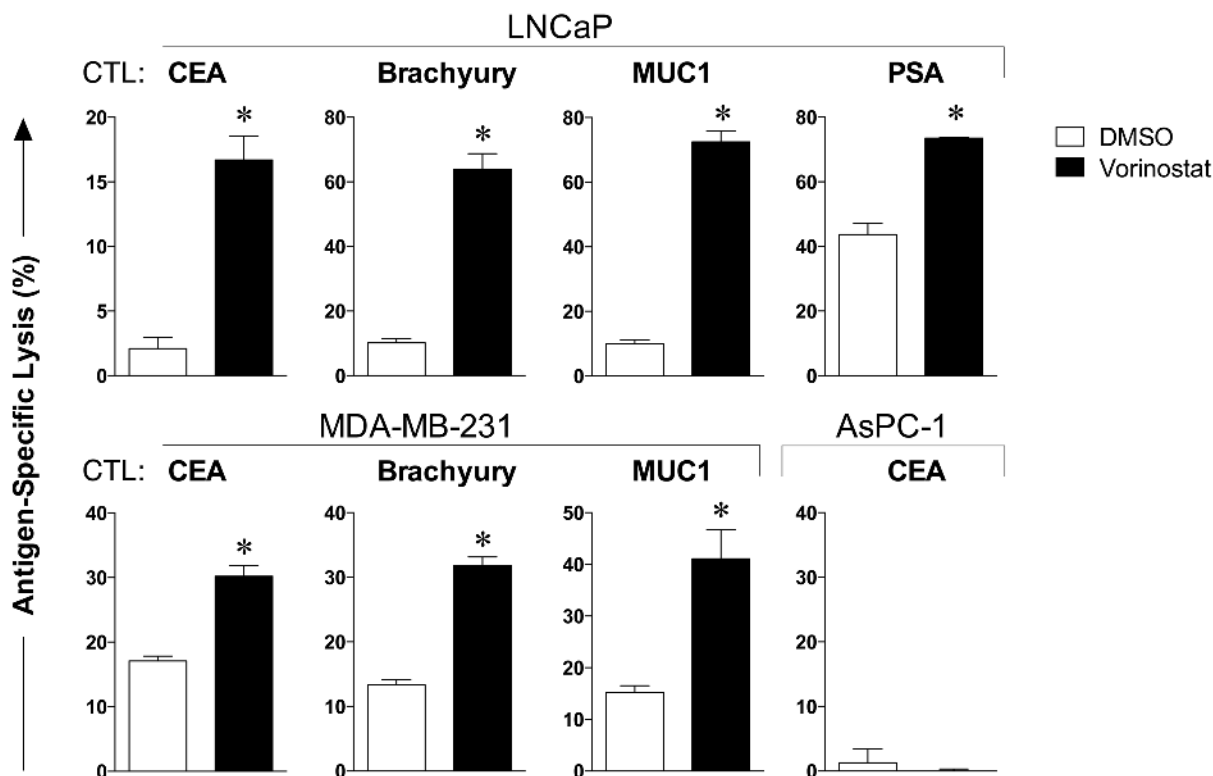 LNCaP
CTL: CEA Brachyury MUC1 PSA
Antigen-Specific Lysis (%)
20 80 80 80
* * * *
15 60 60 60
10 40 40 40
5 20 20 20
0 0 0 0
DMSO
Vorinostat
MDA-MB-231 AsPC-1
CTL: CEA Brachyury MUC1 CEA
40 40 50 40
* * *
30 30 40 30
20 20 30 20
10 10 20 10
0 0 10 0
0